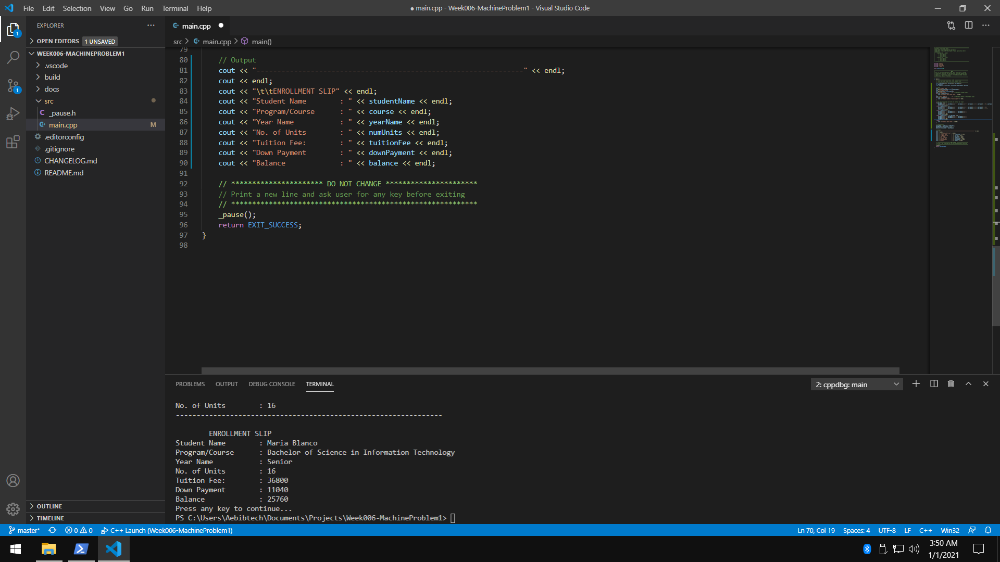 File Edit Selection View Go Run Terminal Help
● main.cpp - Week006-MachineProblem1 - Visual Studio Code
EXPLORER
OPEN EDITORS 1 UNSAVED
WEEK006-MACHINEPROBLEM1
.vscode
build
docs
src
_pause.h
main.cpp M
.editorconfig
.gitignore
CHANGELOG.md
README.md
OUTLINE
TIMELINE
main.cpp
src > main.cpp > main()
79
80 // Output
81 cout << "----------------------------------------------------------------" << endl;
82 cout << endl;
83 cout << "\t\tENROLLMENT SLIP" << endl;
84 cout << "Student Name        : " << studentName << endl;
85 cout << "Program/Course      : " << course << endl;
86 cout << "Year Name           : " << yearName << endl;
87 cout << "No. of Units        : " << numUnits << endl;
88 cout << "Tuition Fee:        : " << tuitionFee << endl;
89 cout << "Down Payment        : " << downPayment << endl;
90 cout << "Balance             : " << balance << endl;
91
92 // ********************** DO NOT CHANGE **********************
93 // Print a new line and ask user for any key before exiting
94 // ***********************************************************
95 _pause();
96 return EXIT_SUCCESS;
97 }
98
PROBLEMS OUTPUT DEBUG CONSOLE TERMINAL
2: cppdbg: main
No. of Units        : 16
----------------------------------------------------------------
ENROLLMENT SLIP
Student Name        : Maria Blanco
Program/Course      : Bachelor of Science in Information Technology
Year Name           : Senior
No. of Units        : 16
Tuition Fee:        : 36800
Down Payment        : 11040
Balance             : 25760
Press any key to continue...
PS C:\Users\Aebibtech\Documents\Projects\Week006-MachineProblem1>
master* 0 0 C++ Launch (Week006-MachineProblem1)
Ln 70, Col 19 Spaces: 4 UTF-8 LF C++ Win32
3:50 AM
1/1/2021